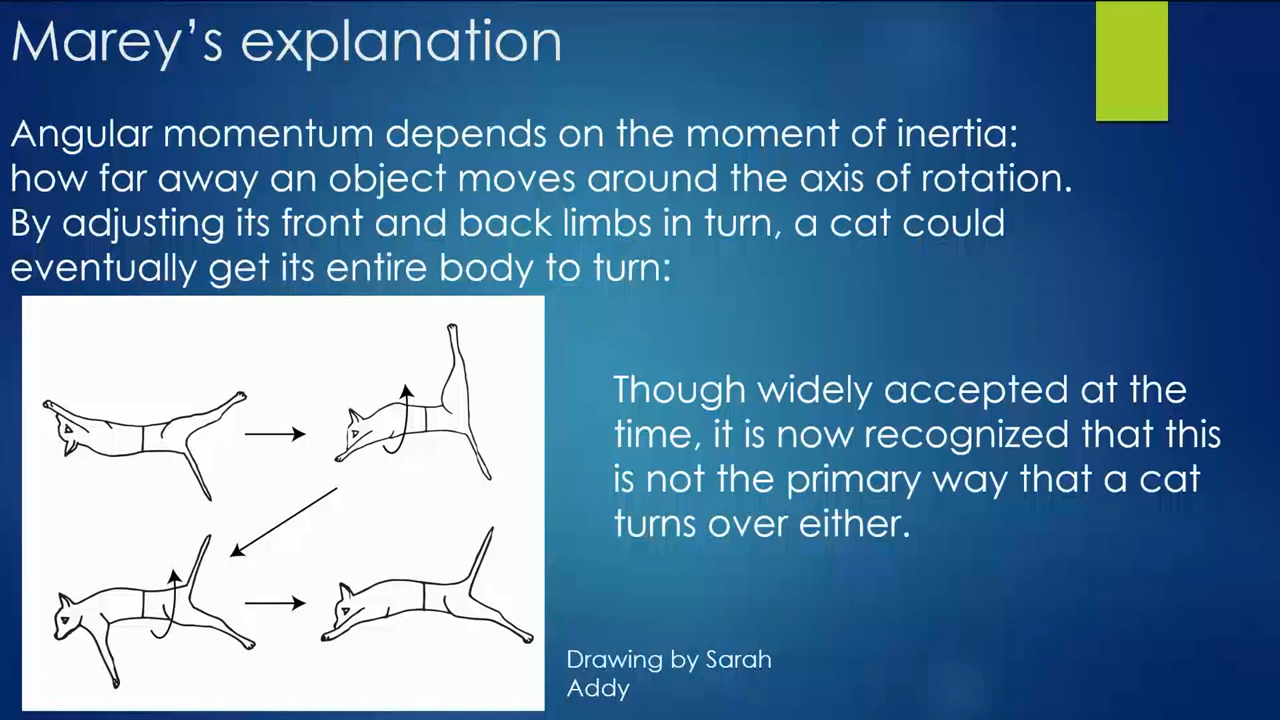 Marey’s explanation
Angular momentum depends on the moment of inertia:
how far away an object moves around the axis of rotation.
By adjusting its front and back limbs in turn, a cat could
eventually get its entire body to turn:
Though widely accepted at the
time, it is now recognized that this
is not the primary way that a cat
turns over either.
Drawing by Sarah
Addy